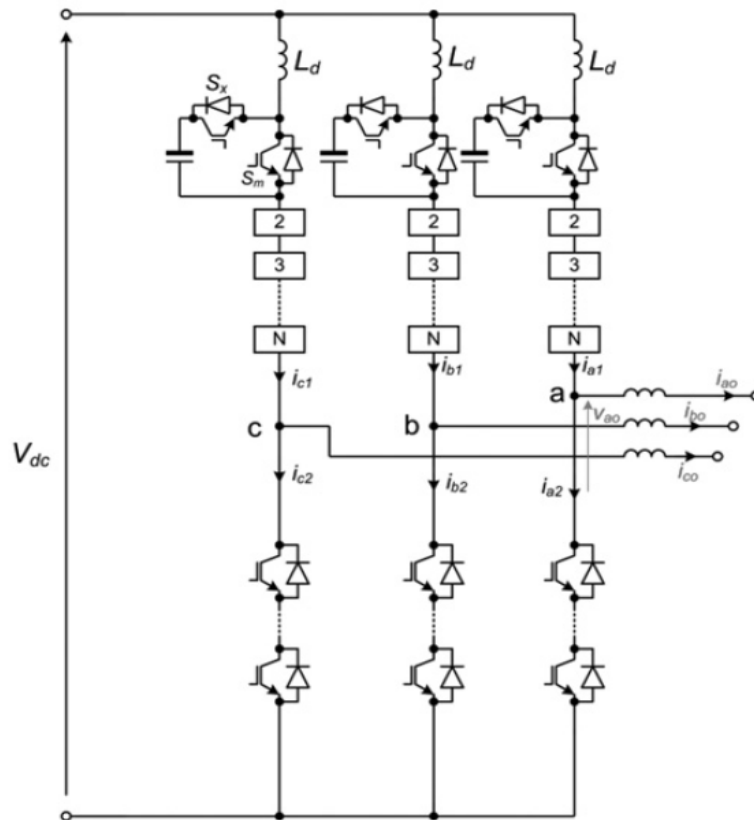 L_d L_d L_d
S_x
S_m
2 2 2
3 3 3
N N N
i_c1 i_b1 i_a1
a i_ao
c b v_ao i_bo
V_dc
i_co
i_c2 i_b2 i_a2